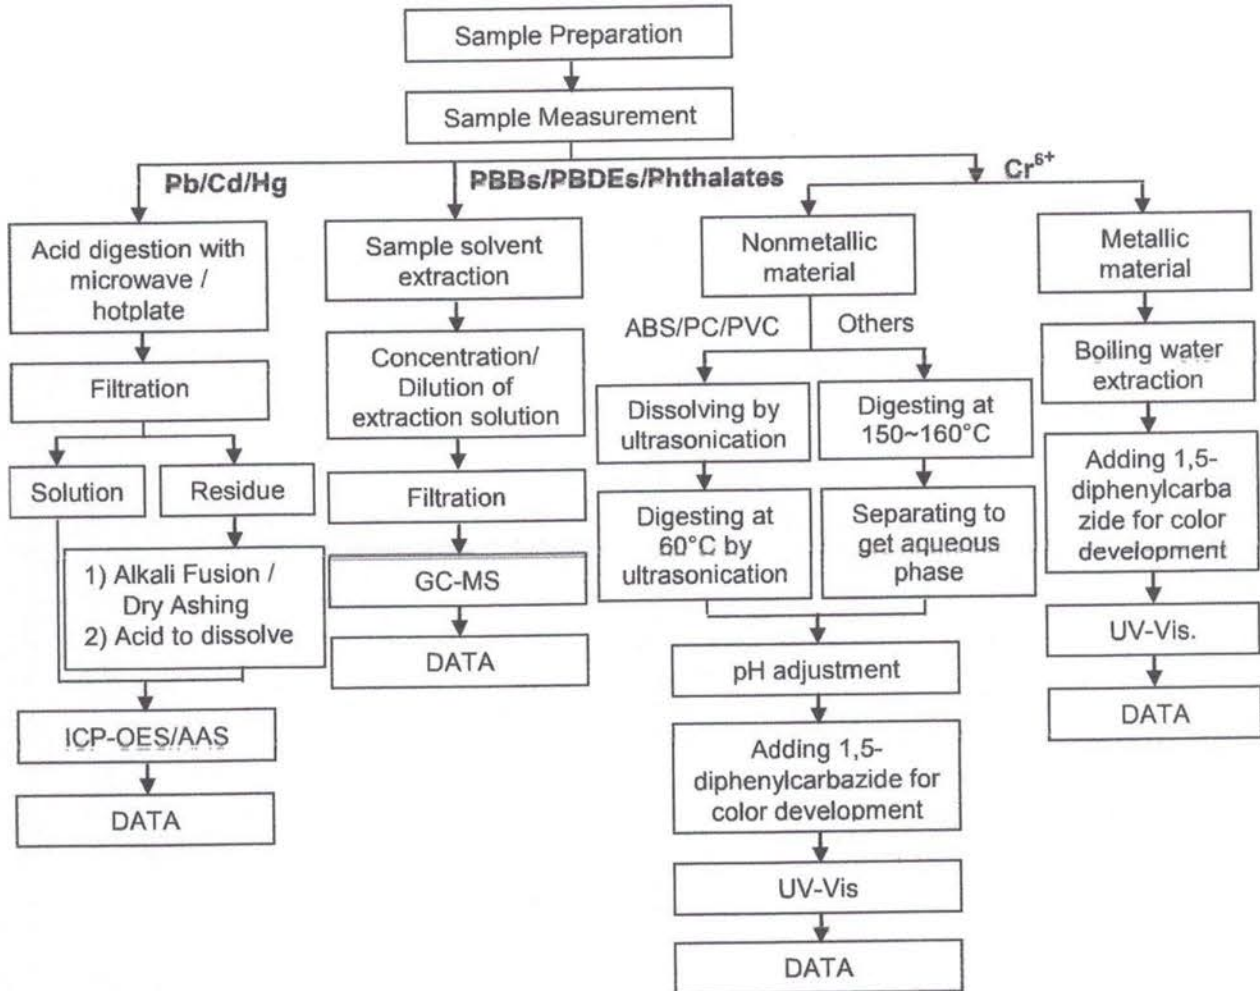 Sample Preparation
Sample Measurement
Pb/Cd/Hg
PBBs/PBDEs/Phthalates
Cr⁶⁺
Acid digestion with
microwave /
hotplate
Filtration
Solution
Residue
1) Alkali Fusion /
Dry Ashing
2) Acid to dissolve
ICP-OES/AAS
DATA
Sample solvent
extraction
Concentration/
Dilution of
extraction solution
Filtration
GC-MS
DATA
Nonmetallic
material
ABS/PC/PVC
Others
Dissolving by
ultrasonication
Digesting at
60°C by
ultrasonication
Digesting at
150~160°C
Separating to
get aqueous
phase
pH adjustment
Adding 1,5-
diphenylcarbazide for
color development
UV-Vis
DATA
Metallic
material
Boiling water
extraction
Adding 1,5-
diphenylcarba
zide for color
development
UV-Vis.
DATA